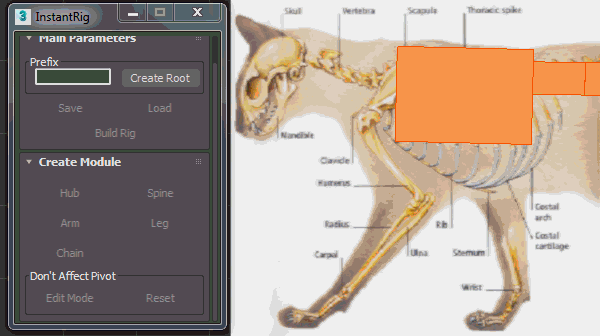 InstantRig
Main Parameters
Prefix
Create Root
Save Load
Build Rig
Create Module
Hub Spine
Arm Leg
Chain
Don't Affect Pivot
Edit Mode Reset
Skull Vertebra Scapula Thoracic spike
Mandible
Clavicle
Humerus
Radius
Carpul
Ulna
Rib
Sternum
Wrist
Costal
arch
Costal
cartilage